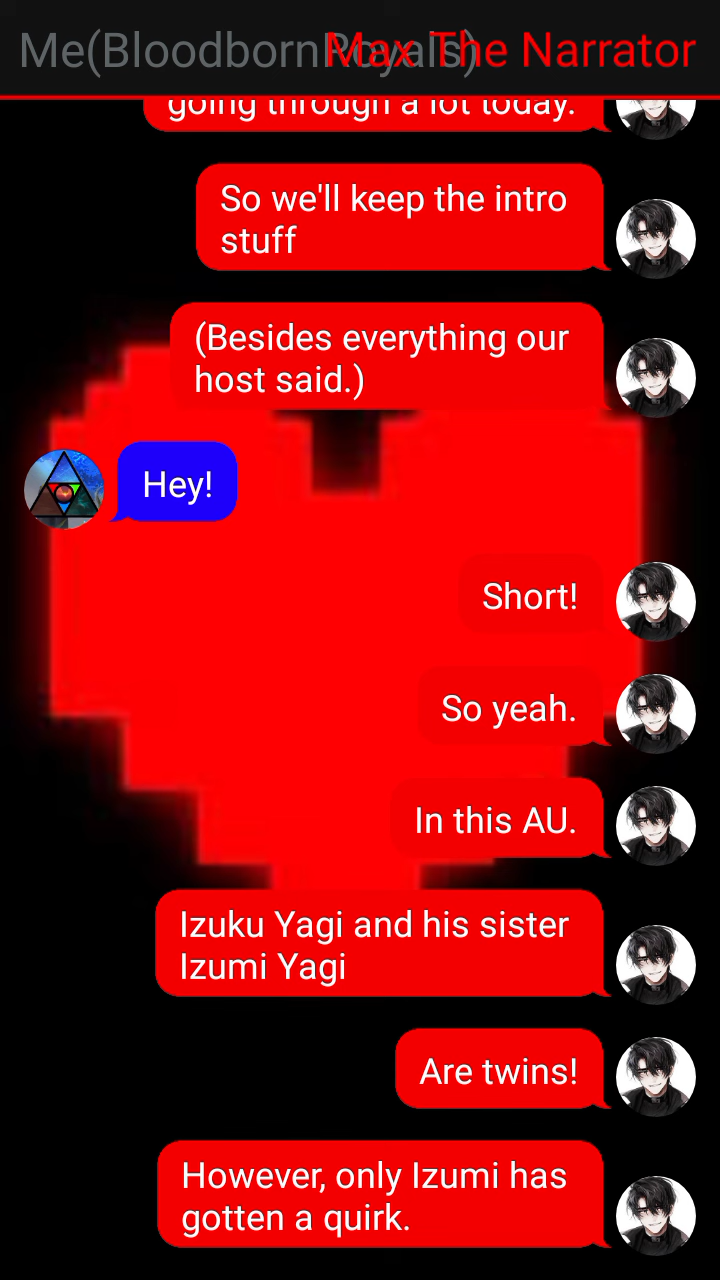 Me(BloodbornRoyals)
Max The Narrator
going through a lot today.
So we'll keep the intro
stuff
(Besides everything our
host said.)
Hey!
Short!
So yeah.
In this AU.
Izuku Yagi and his sister
Izumi Yagi
Are twins!
However, only Izumi has
gotten a quirk.